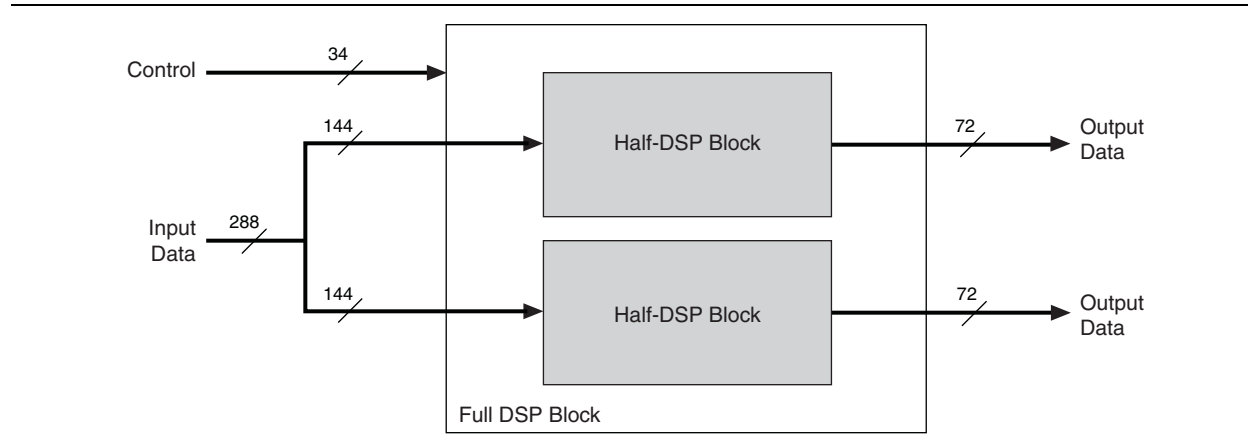 34
Control
144
Half-DSP Block
72
Output
Data
Input
Data
288
144
Half-DSP Block
72
Output
Data
Full DSP Block